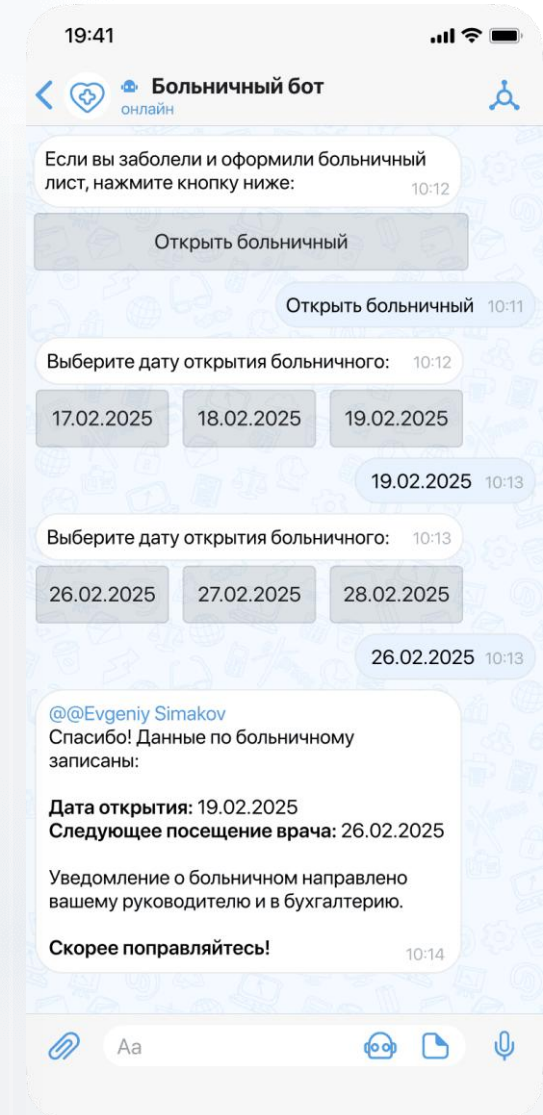 19:41
Больничный бот
онлайн
Если вы заболели и оформили больничный
лист, нажмите кнопку ниже:
10:12
Открыть больничный
Открыть больничный 10:11
Выберите дату открытия больничного: 10:12
17.02.2025 18.02.2025 19.02.2025
19.02.2025 10:13
Выберите дату открытия больничного: 10:13
26.02.2025 27.02.2025 28.02.2025
26.02.2025 10:13
@@Evgeniy Simakov
Спасибо! Данные по больничному
записаны:
Дата открытия: 19.02.2025
Следующее посещение врача: 26.02.2025
Уведомление о больничном направлено
вашему руководителю и в бухгалтерию.
Скорее поправляйтесь! 10:14
Aa